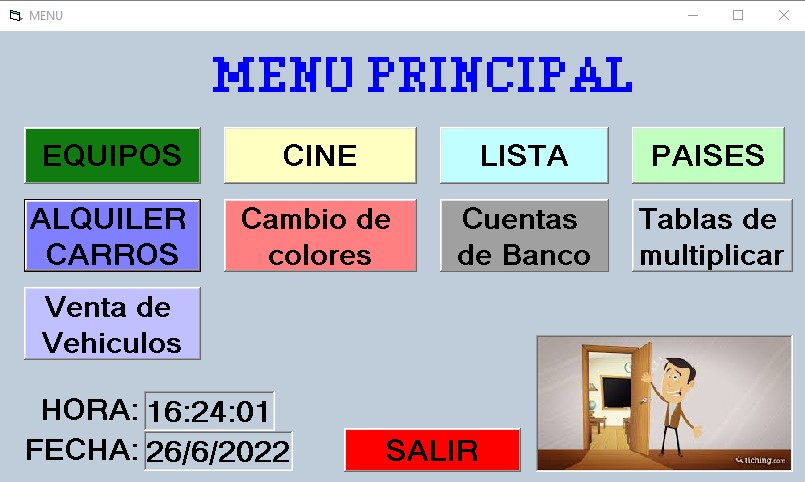 MENU
MENU PRINCIPAL
EQUIPOS
CINE
LISTA
PAISES
ALQUILER
CARROS
Cambio de
colores
Cuentas
de Banco
Tablas de
multiplicar
Venta de
Vehiculos
HORA: 16:24:01
FECHA: 26/6/2022
SALIR
tiching.com